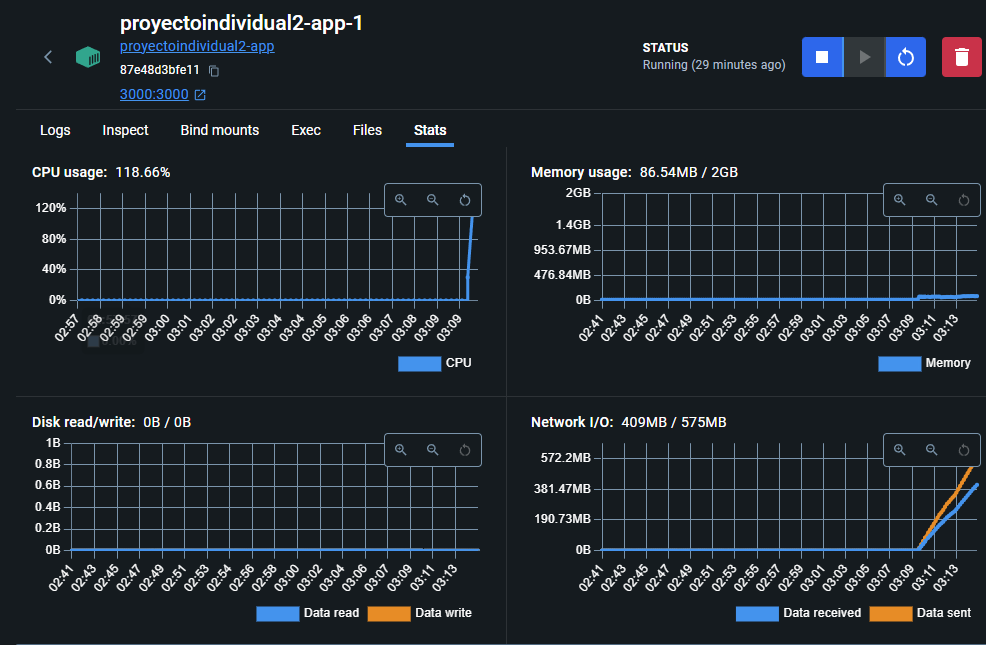 proyectoindividual2-app-1
proyectoindividual2-app
87e48d3bfe11
3000:3000
STATUS
Running (29 minutes ago)
Logs Inspect Bind mounts Exec Files Stats
CPU usage: 118.66%
120%
80%
40%
0%
02:57 02:58 02:59 02:59 03:00 03:01 03:02 03:02 03:03 03:04 03:04 03:05 03:06 03:06 03:07 03:08 03:09 03:09
0.00%
CPU
Memory usage: 86.54MB / 2GB
2GB
1.4GB
953.67MB
476.84MB
0B
02:41 02:43 02:45 02:47 02:49 02:51 02:53 02:55 02:57 02:59 03:01 03:03 03:05 03:07 03:09 03:11 03:13
Memory
Disk read/write: 0B / 0B
1B
0.8B
0.6B
0.4B
0.2B
0B
02:41 02:43 02:45 02:47 02:49 02:51 02:53 02:54 02:56 02:58 03:00 03:02 03:04 03:06 03:07 03:09 03:11 03:13
Data read Data write
Network I/O: 409MB / 575MB
572.2MB
381.47MB
190.73MB
0B
02:41 02:43 02:45 02:47 02:49 02:51 02:53 02:55 02:57 02:59 03:01 03:03 03:05 03:07 03:09 03:11 03:13
Data received Data sent